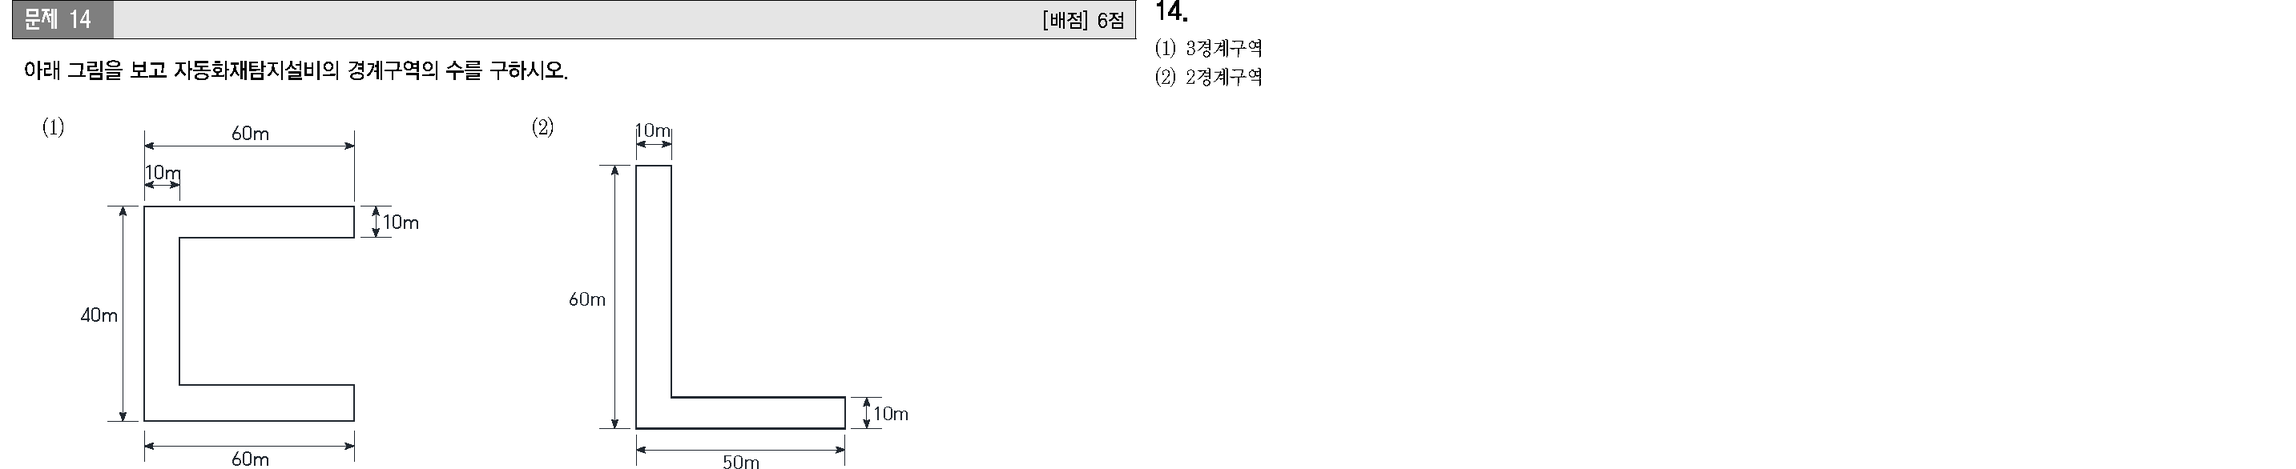 문제 14
[배점] 6점
아래 그림을 보고 자동화재탐지설비의 경계구역의 수를 구하시오.
(1)
60m
10m
10m
40m
60m
(2)
10m
60m
10m
50m
14.
(1) 3경계구역
(2) 2경계구역